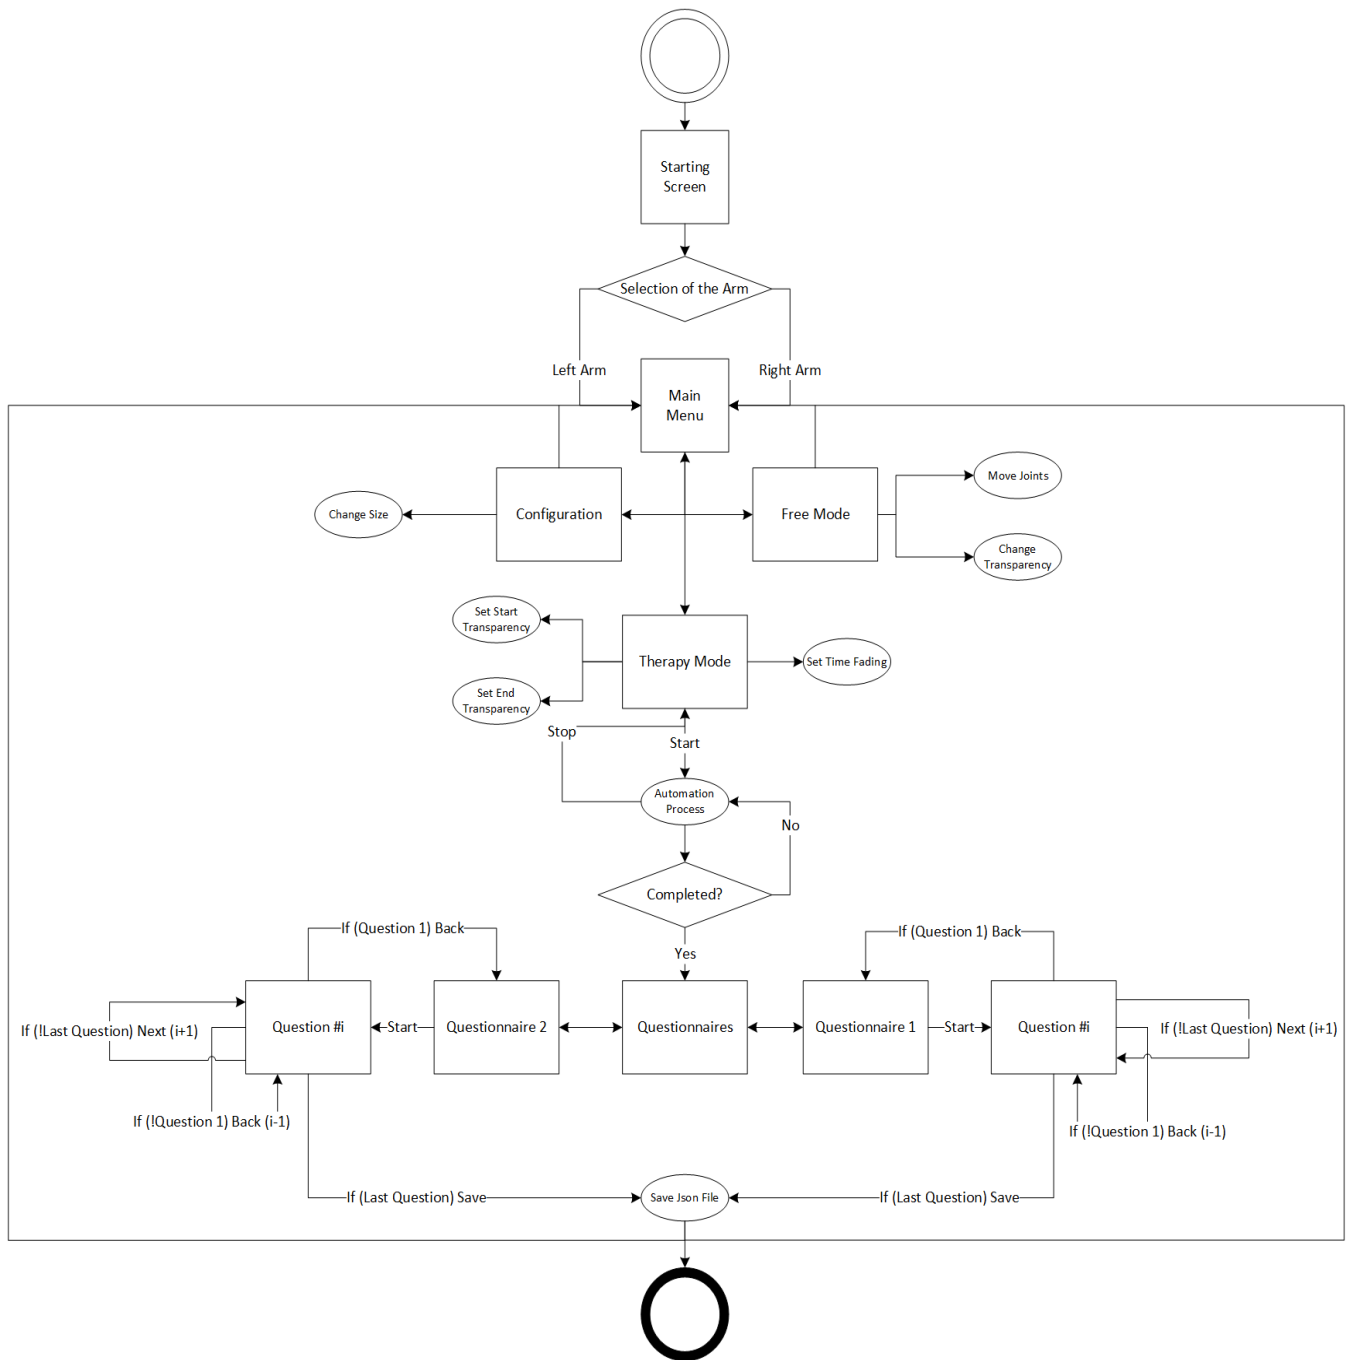 Starting
Screen
Selection of the Arm
Left Arm
Right Arm
Main
Menu
Move Joints
Change Size
Configuration
Free Mode
Change
Transparency
Set Start
Transparency
Therapy Mode
Set Time Fading
Set End
Transparency
Stop
Start
Automation
Process
No
Completed?
If (Question 1) Back
If (Question 1) Back
Yes
If (!Last Question) Next (i+1)
Question #i
Start
Questionnaire 2
Questionnaires
Questionnaire 1
Start
Question #i
If (!Last Question) Next (i+1)
If (!Question 1) Back (i-1)
If (!Question 1) Back (i-1)
If (Last Question) Save
Save Json File
If (Last Question) Save